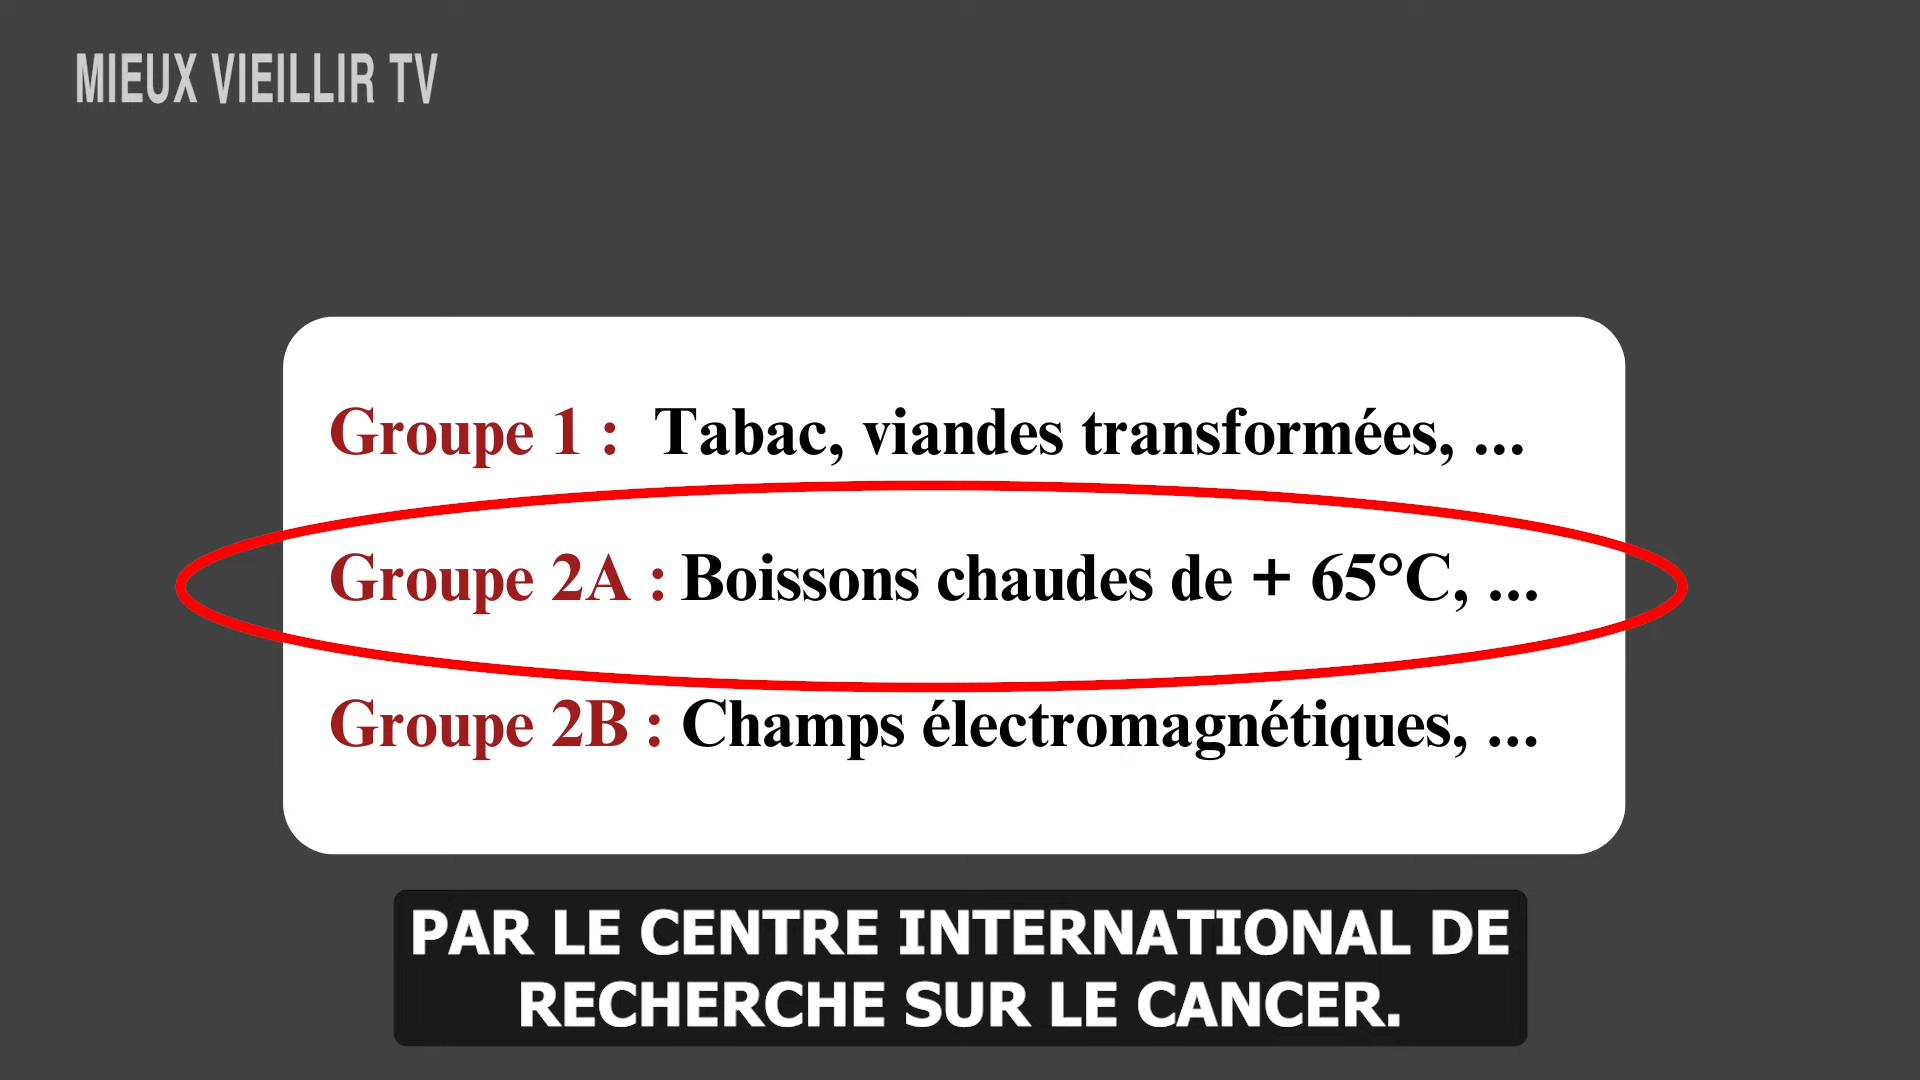 MIEUX VIEILLIR TV
Groupe 1 : Tabac, viandes transformées, ...
Groupe 2A : Boissons chaudes de + 65°C, ...
Groupe 2B : Champs électromagnétiques, ...
PAR LE CENTRE INTERNATIONAL DE
RECHERCHE SUR LE CANCER.